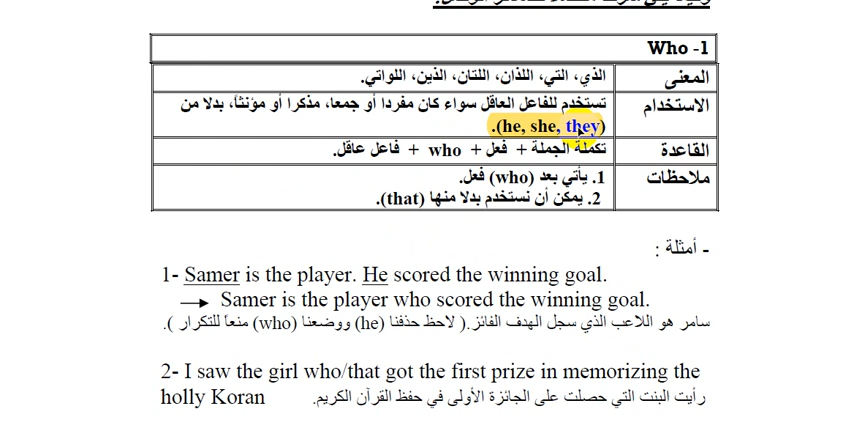 Who -1
المعنى الذي، التي، اللذان، اللتان، الذين، اللواتي.
الاستخدام تستخدم للفاعل العاقل سواء كان مفردا أو جمعا، مذكرا أو مؤنثا، بدلا من
(he, she, they).
القاعدة تكملة الجملة + فعل + who + فاعل عاقل.
ملاحظات 1. يأتي بعد (who) فعل.
2. يمكن أن نستخدم بدلا منها (that).
- أمثلة :
1- Samer is the player. He scored the winning goal.
Samer is the player who scored the winning goal.
سامر هو اللاعب الذي سجل الهدف الفائز.( لاحظ حذفنا (he) ووضعنا (who) منعاً للتكرار ).
2- I saw the girl who/that got the first prize in memorizing the
holly Koran رأيت البنت التي حصلت على الجائزة الأولى في حفظ القرآن الكريم.